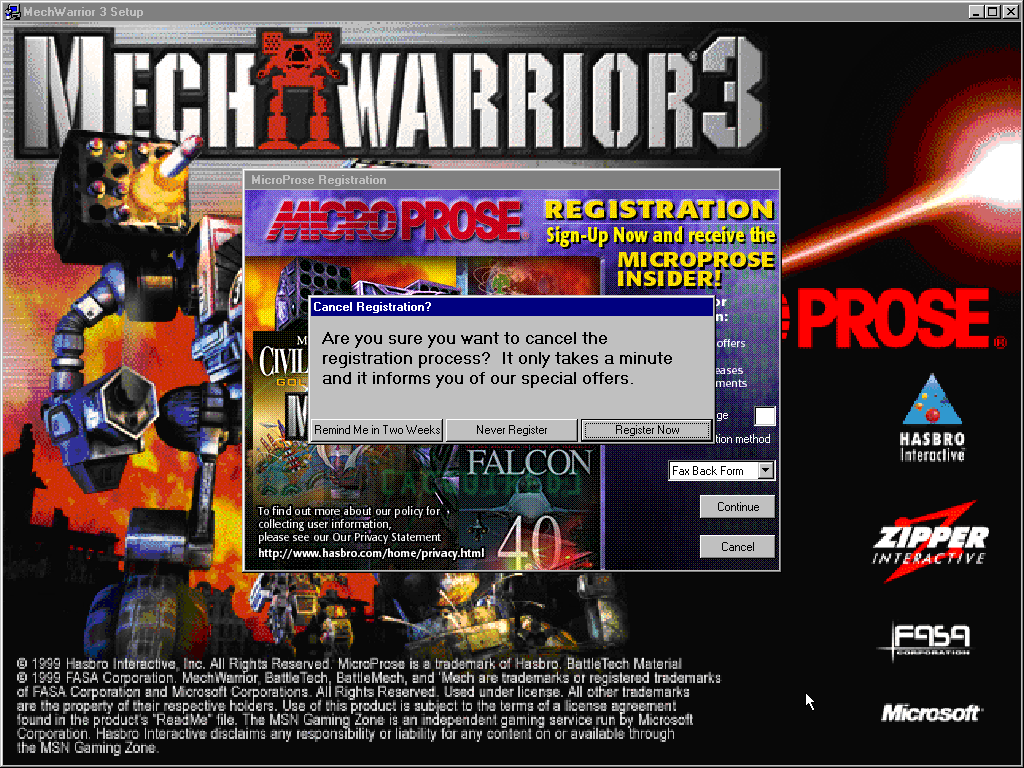 MechWarrior 3 Setup
MECHWARRIOR 3
MicroProse Registration
MICROPROSE
REGISTRATION
Sign-Up Now and receive the
MICROPROSE
INSIDER!
Cancel Registration?
Are you sure you want to cancel the
registration process? It only takes a minute
and it informs you of our special offers.
Remind Me in Two Weeks
Never Register
Register Now
offers
method
Fax Back Form
Continue
Cancel
FALCON
4.0
To find out more about our policy for
collecting user information,
please see our Our Privacy Statement
http://www.hasbro.com/home/privacy.html
PROSE®
HASBRO
Interactive™
ZIPPER
INTERACTIVE
FASA
CORPORATION
Microsoft
© 1999 Hasbro Interactive, Inc. All Rights Reserved. MicroProse is a trademark of Hasbro. BattleTech Material
© 1999 FASA Corporation. MechWarrior, BattleTech, BattleMech, and 'Mech are trademarks or registered trademarks
of FASA Corporation and Microsoft Corporations. All Rights Reserved. Used under license. All other trademarks
are the property of their respective holders. Use of this product is subject to the terms of a license agreement
found in the product's "ReadMe" file. The MSN Gaming Zone is an independent gaming service run by Microsoft
Corporation. Hasbro Interactive disclaims any responsibility or liability for any content on or available through
the MSN Gaming Zone.